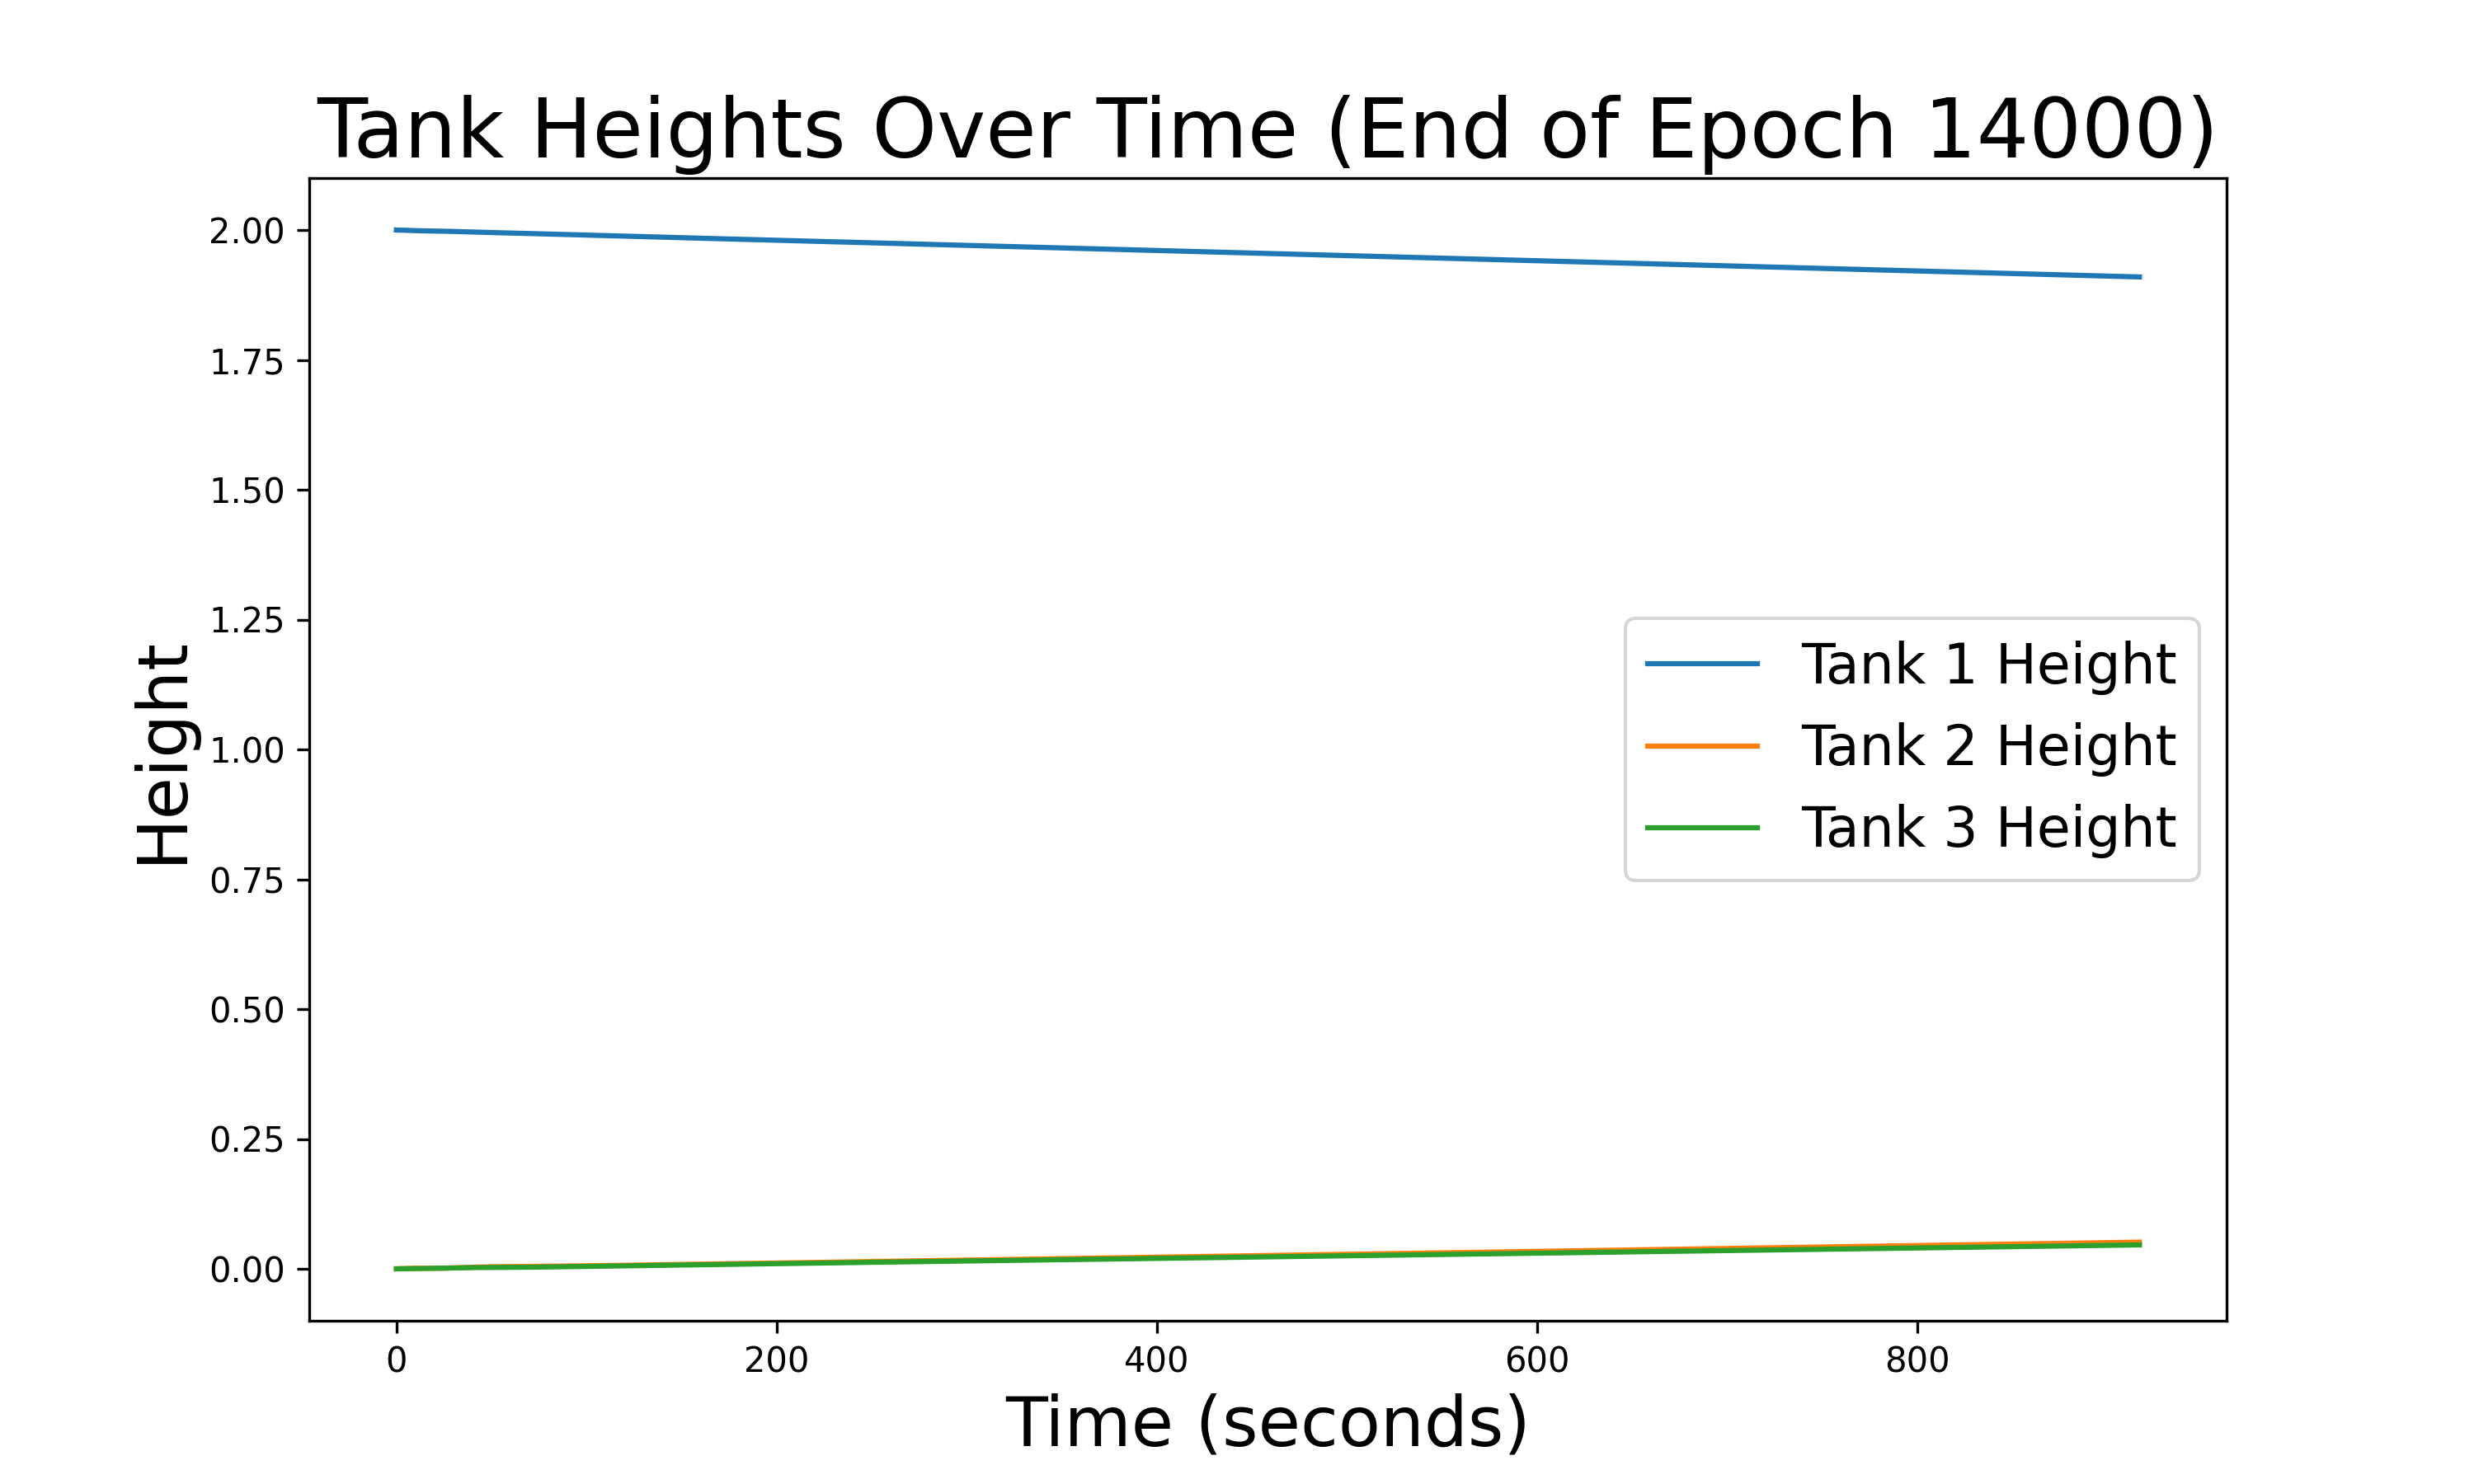 Tank Heights Over Time (End of Epoch 14000)
Height
2.00
1.75
1.50
1.25
1.00
0.75
0.50
0.25
0.00
Tank 1 Height
Tank 2 Height
Tank 3 Height
0 200 400 600 800
Time (seconds)